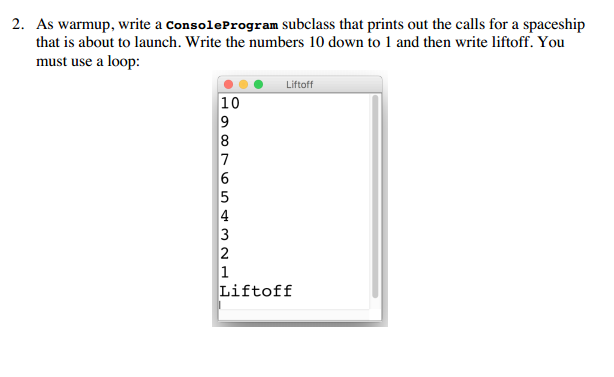 2. As warmup, write a ConsoleProgram subclass that prints out the calls for a spaceship
that is about to launch. Write the numbers 10 down to 1 and then write liftoff. You
must use a loop:
Liftoff
10
9
8
7
6
5
4
3
2
1
Liftoff